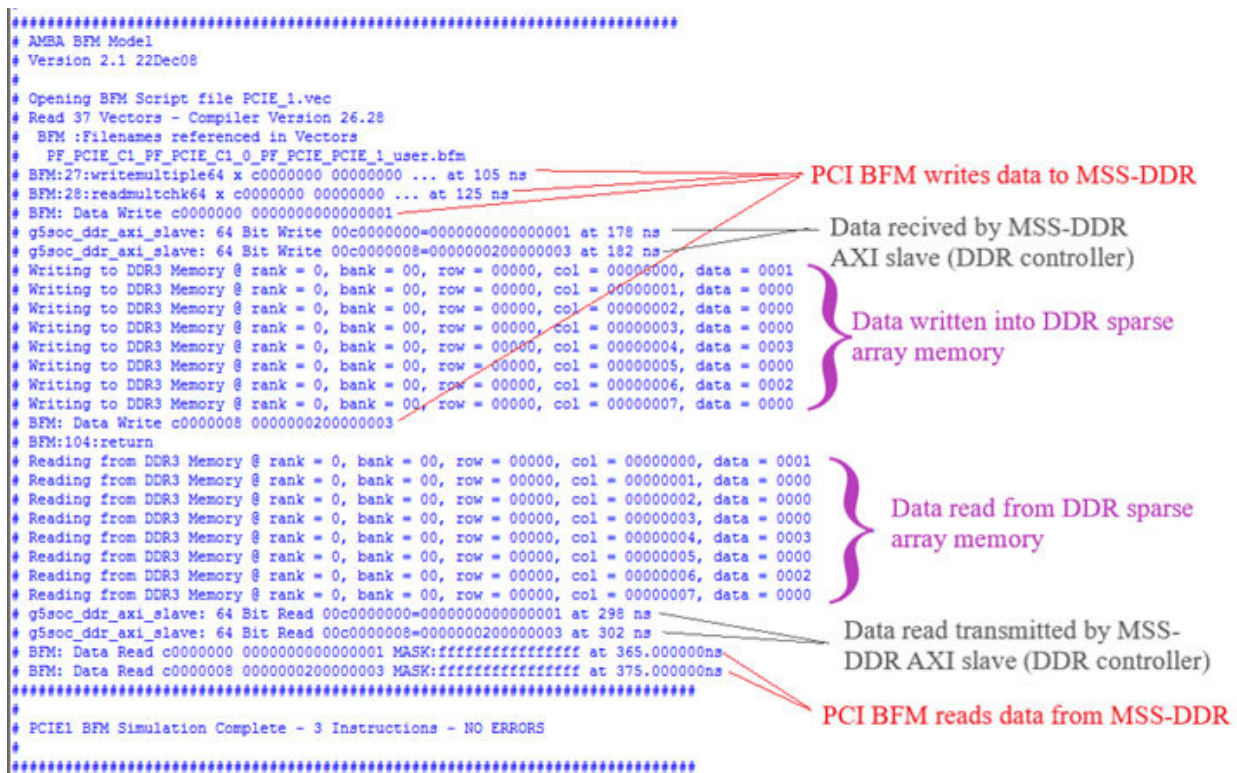 #
############################################################################
# AMBA BFM Model
# Version 2.1 22Dec08
#
# Opening BFM Script file PCIE_1.vec
# Read 37 Vectors - Compiler Version 26.28
#  BFM :Filenames referenced in Vectors
#   PF_PCIE_C1_PF_PCIE_C1_0_PF_PCIE_PCIE_1_user.bfm
# BFM:27:writemultiple64 x c0000000 00000000 ... at 105 ns
PCI BFM writes data to MSS-DDR
# BFM:28:readmultchk64 x c0000000 00000000 ... at 125 ns
# BFM: Data Write c0000000 0000000000000001
# g5soc_ddr_axi_slave: 64 Bit Write 00c0000000=0000000000000001 at 178 ns
Data recived by MSS-DDR
# g5soc_ddr_axi_slave: 64 Bit Write 00c0000008=0000000200000003 at 182 ns
AXI slave (DDR controller)
# Writing to DDR3 Memory @ rank = 0, bank = 00, row = 00000, col = 00000000, data = 0001
# Writing to DDR3 Memory @ rank = 0, bank = 00, row = 00000, col = 00000001, data = 0000
# Writing to DDR3 Memory @ rank = 0, bank = 00, row = 00000, col = 00000002, data = 0000
# Writing to DDR3 Memory @ rank = 0, bank = 00, row = 00000, col = 00000003, data = 0000
# Writing to DDR3 Memory @ rank = 0, bank = 00, row = 00000, col = 00000004, data = 0003
# Writing to DDR3 Memory @ rank = 0, bank = 00, row = 00000, col = 00000005, data = 0000
# Writing to DDR3 Memory @ rank = 0, bank = 00, row = 00000, col = 00000006, data = 0002
# Writing to DDR3 Memory @ rank = 0, bank = 00, row = 00000, col = 00000007, data = 0000
Data written into DDR sparse
array memory
# BFM: Data Write c0000008 0000000200000003
# BFM:104:return
# Reading from DDR3 Memory @ rank = 0, bank = 00, row = 00000, col = 00000000, data = 0001
# Reading from DDR3 Memory @ rank = 0, bank = 00, row = 00000, col = 00000001, data = 0000
# Reading from DDR3 Memory @ rank = 0, bank = 00, row = 00000, col = 00000002, data = 0000
# Reading from DDR3 Memory @ rank = 0, bank = 00, row = 00000, col = 00000003, data = 0000
# Reading from DDR3 Memory @ rank = 0, bank = 00, row = 00000, col = 00000004, data = 0003
# Reading from DDR3 Memory @ rank = 0, bank = 00, row = 00000, col = 00000005, data = 0000
# Reading from DDR3 Memory @ rank = 0, bank = 00, row = 00000, col = 00000006, data = 0002
# Reading from DDR3 Memory @ rank = 0, bank = 00, row = 00000, col = 00000007, data = 0000
Data read from DDR sparse
array memory
# g5soc_ddr_axi_slave: 64 Bit Read 00c0000000=0000000000000001 at 298 ns
# g5soc_ddr_axi_slave: 64 Bit Read 00c0000008=0000000200000003 at 302 ns
Data read transmitted by MSS-
DDR AXI slave (DDR controller)
# BFM: Data Read c0000000 0000000000000001 MASK:ffffffffffffffff at 365.000000ns
# BFM: Data Read c0000008 0000000200000003 MASK:ffffffffffffffff at 375.000000ns
PCI BFM reads data from MSS-DDR
##############################################################################
#
# PCIE1 BFM Simulation Complete - 3 Instructions - NO ERRORS
#
##############################################################################